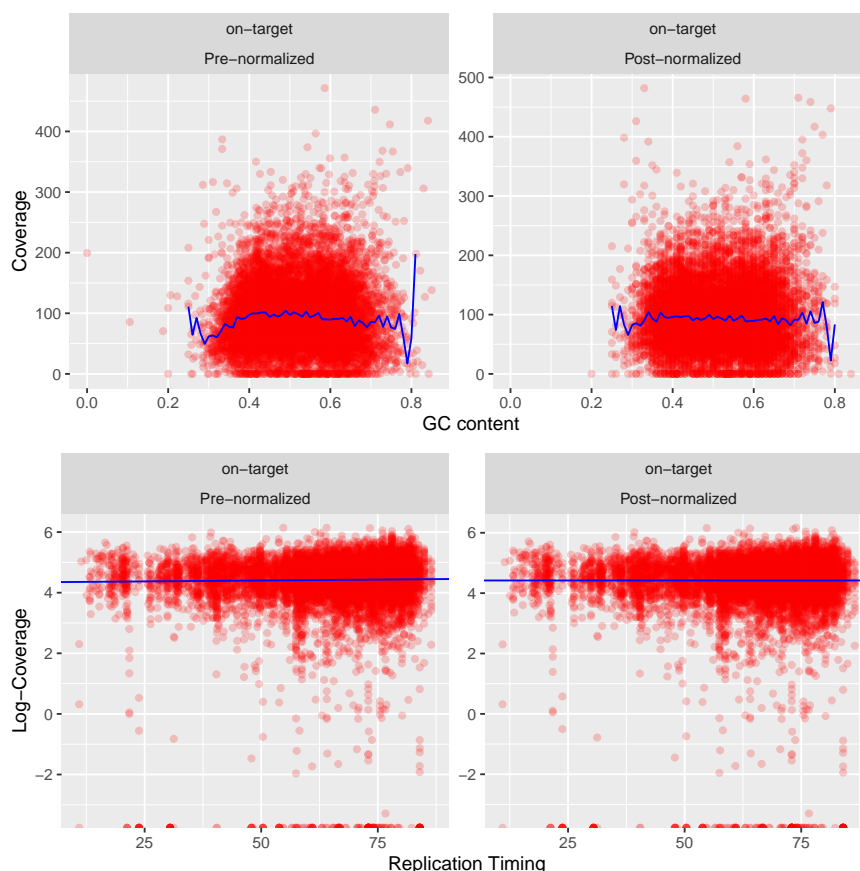 on−target on−target
Pre−normalized Post−normalized
Coverage
400
300
200
100
0
500
400
300
200
100
0
0.0 0.2 0.4 0.6 0.8 0.0 0.2 0.4 0.6 0.8
GC content
on−target on−target
Pre−normalized Post−normalized
Log−Coverage
6
4
2
0
−2
6
4
2
0
−2
25 50 75 25 50 75
Replication Timing